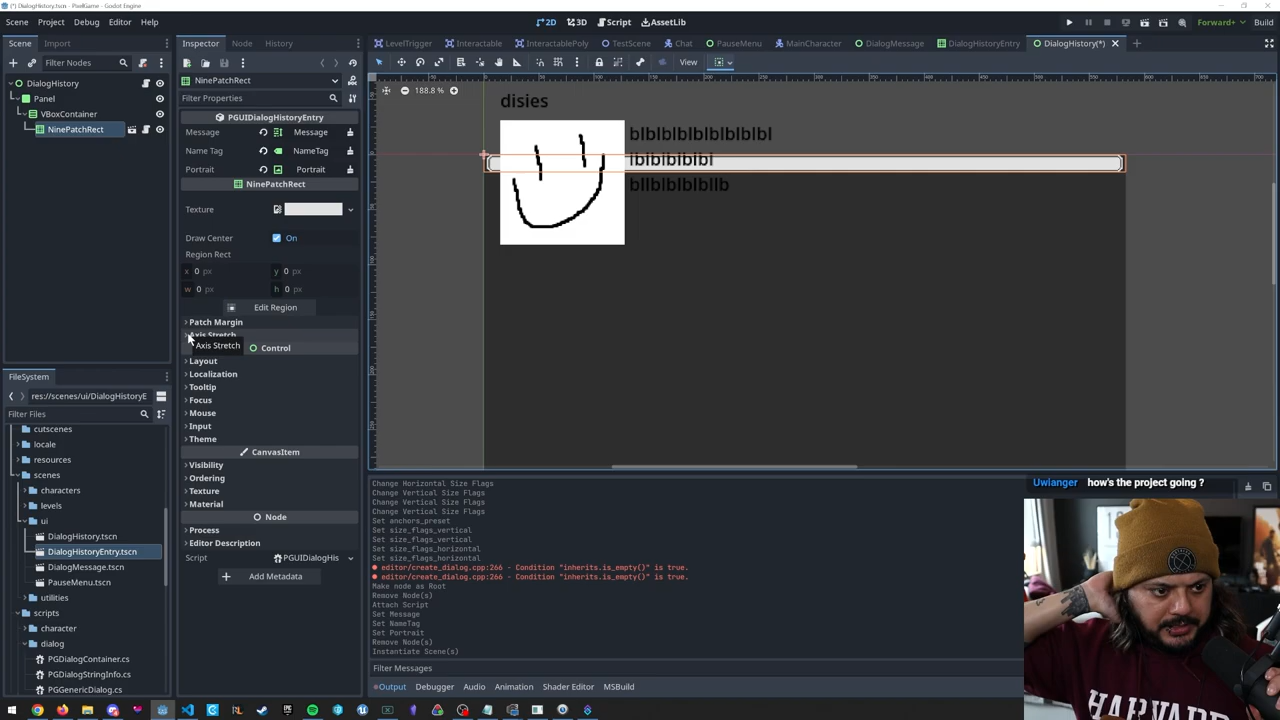 (*) DialogHistory.tscn - PixelGame - Godot Engine
Scene Project Debug Editor Help
2D 3D Script AssetLib
Forward+ Build
Scene Import
Inspector Node History
LevelTrigger Interactable InteractablePoly TestScene Chat PauseMenu MainCharacter DialogMessage DialogHistoryEntry DialogHistory(*)
Filter Nodes
DialogHistory
Panel
VBoxContainer
NinePatchRect
NinePatchRect
Filter Properties
PGUIDialogHistoryEntry
Message Message
Name Tag NameTag
Portrait Portrait
NinePatchRect
Texture
Draw Center On
Region Rect
x 0 px y 0 px
w 0 px h 0 px
Edit Region
Patch Margin
Axis Stretch
Axis Stretch
Control
Layout
Localization
Tooltip
Focus
Mouse
Input
Theme
CanvasItem
Visibility
Ordering
Texture
Material
Node
Process
Editor Description
Script PGUIDialogHis
Add Metadata
View
188.8 %
disies
blblblblblblblblbl
lblblblblbl
bllblblblbllb
FileSystem
res://scenes/ui/DialogHistoryE
Filter Files
cutscenes
locale
resources
scenes
characters
levels
ui
DialogHistory.tscn
DialogHistoryEntry.tscn
DialogMessage.tscn
PauseMenu.tscn
utilities
scripts
character
dialog
PGDialogContainer.cs
PGDialogStringInfo.cs
PGGenericDialog.cs
Change Horizontal Size Flags
Change Vertical Size Flags
Change Vertical Size Flags
Change Vertical Size Flags
Set anchors_preset
Set size_flags_vertical
Set size_flags_vertical
Set size_flags_horizontal
Set size_flags_horizontal
editor/create_dialog.cpp:266 - Condition "inherits.is_empty()" is true.
editor/create_dialog.cpp:266 - Condition "inherits.is_empty()" is true.
Make node as Root
Remove Node(s)
Attach Script
Set Message
Set NameTag
Set Portrait
Remove Node(s)
Instantiate Scene(s)
Filter Messages
Output Debugger Audio Animation Shader Editor MSBuild
Uwianger how's the project going ?
HARVARD